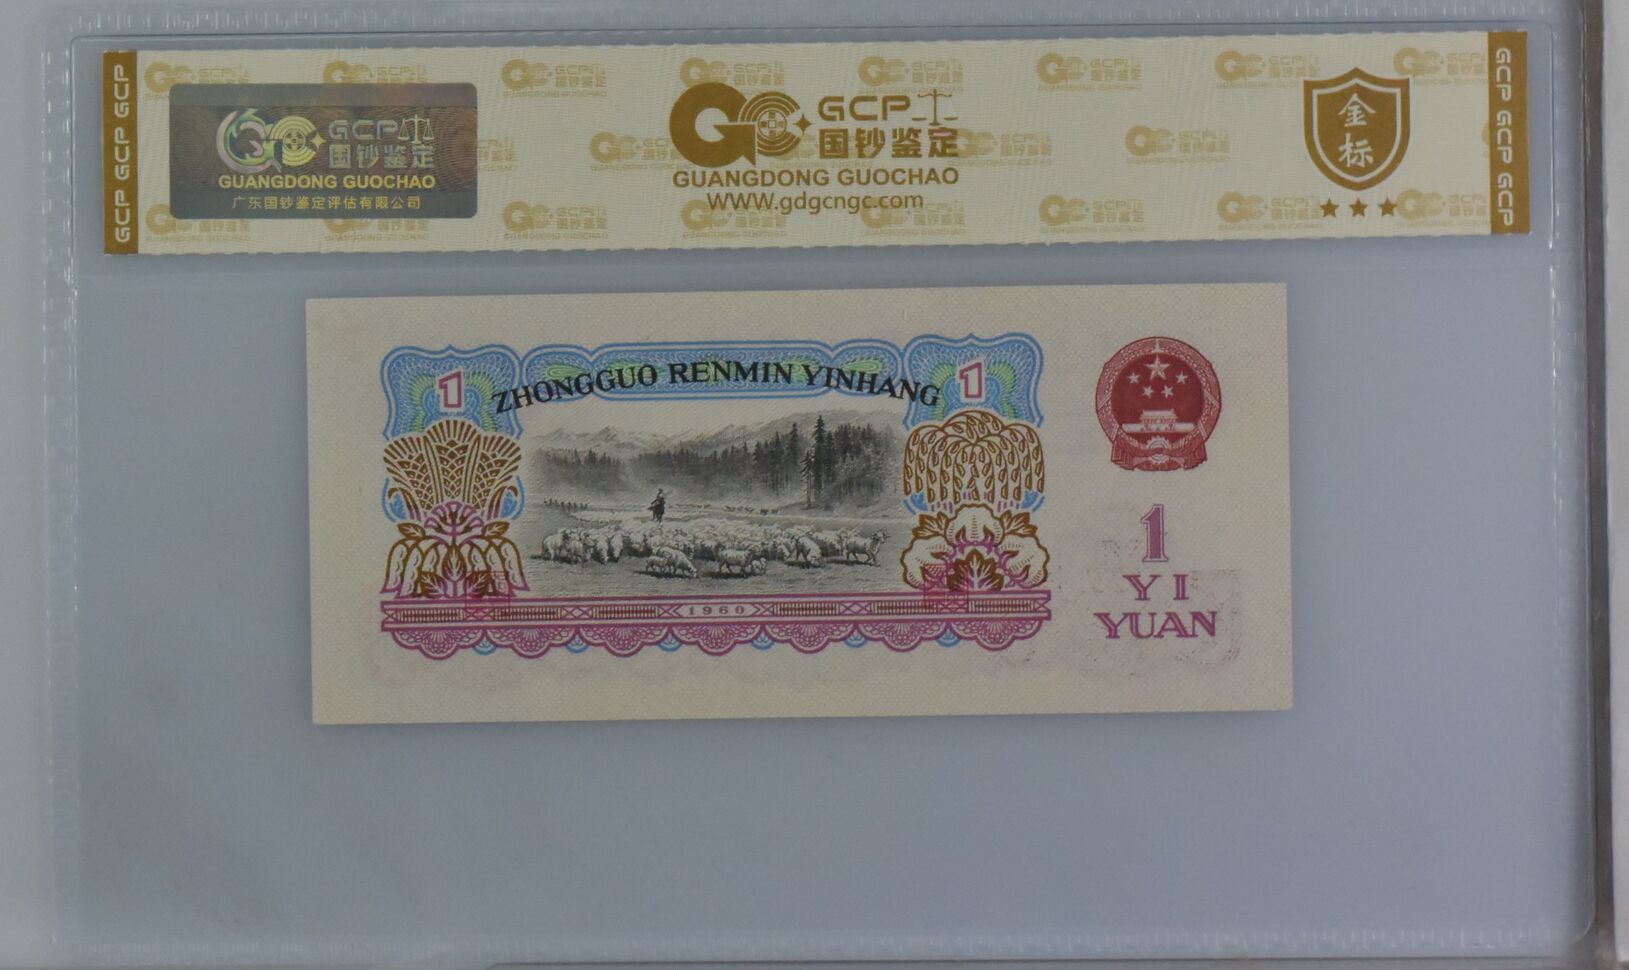 GCP GCP GCP
GCP
国钞鉴定
GUANGDONG GUOCHAO
广东国钞鉴定评估有限公司
GCP
国钞鉴定
GUANGDONG GUOCHAO
www.gdgcngc.com
金标
GCP GCP GCP
1
ZHONGGUO RENMIN YINHANG
1
1960
1
YI
YUAN